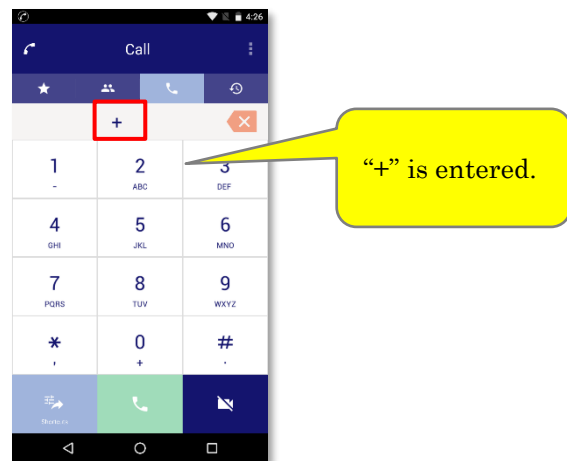 4:26
Call
+
“+” is entered.
1 2 3
- ABC DEF
4 5 6
GHI JKL MNO
7 8 9
PQRS TUV WXYZ
* 0 #
, + .